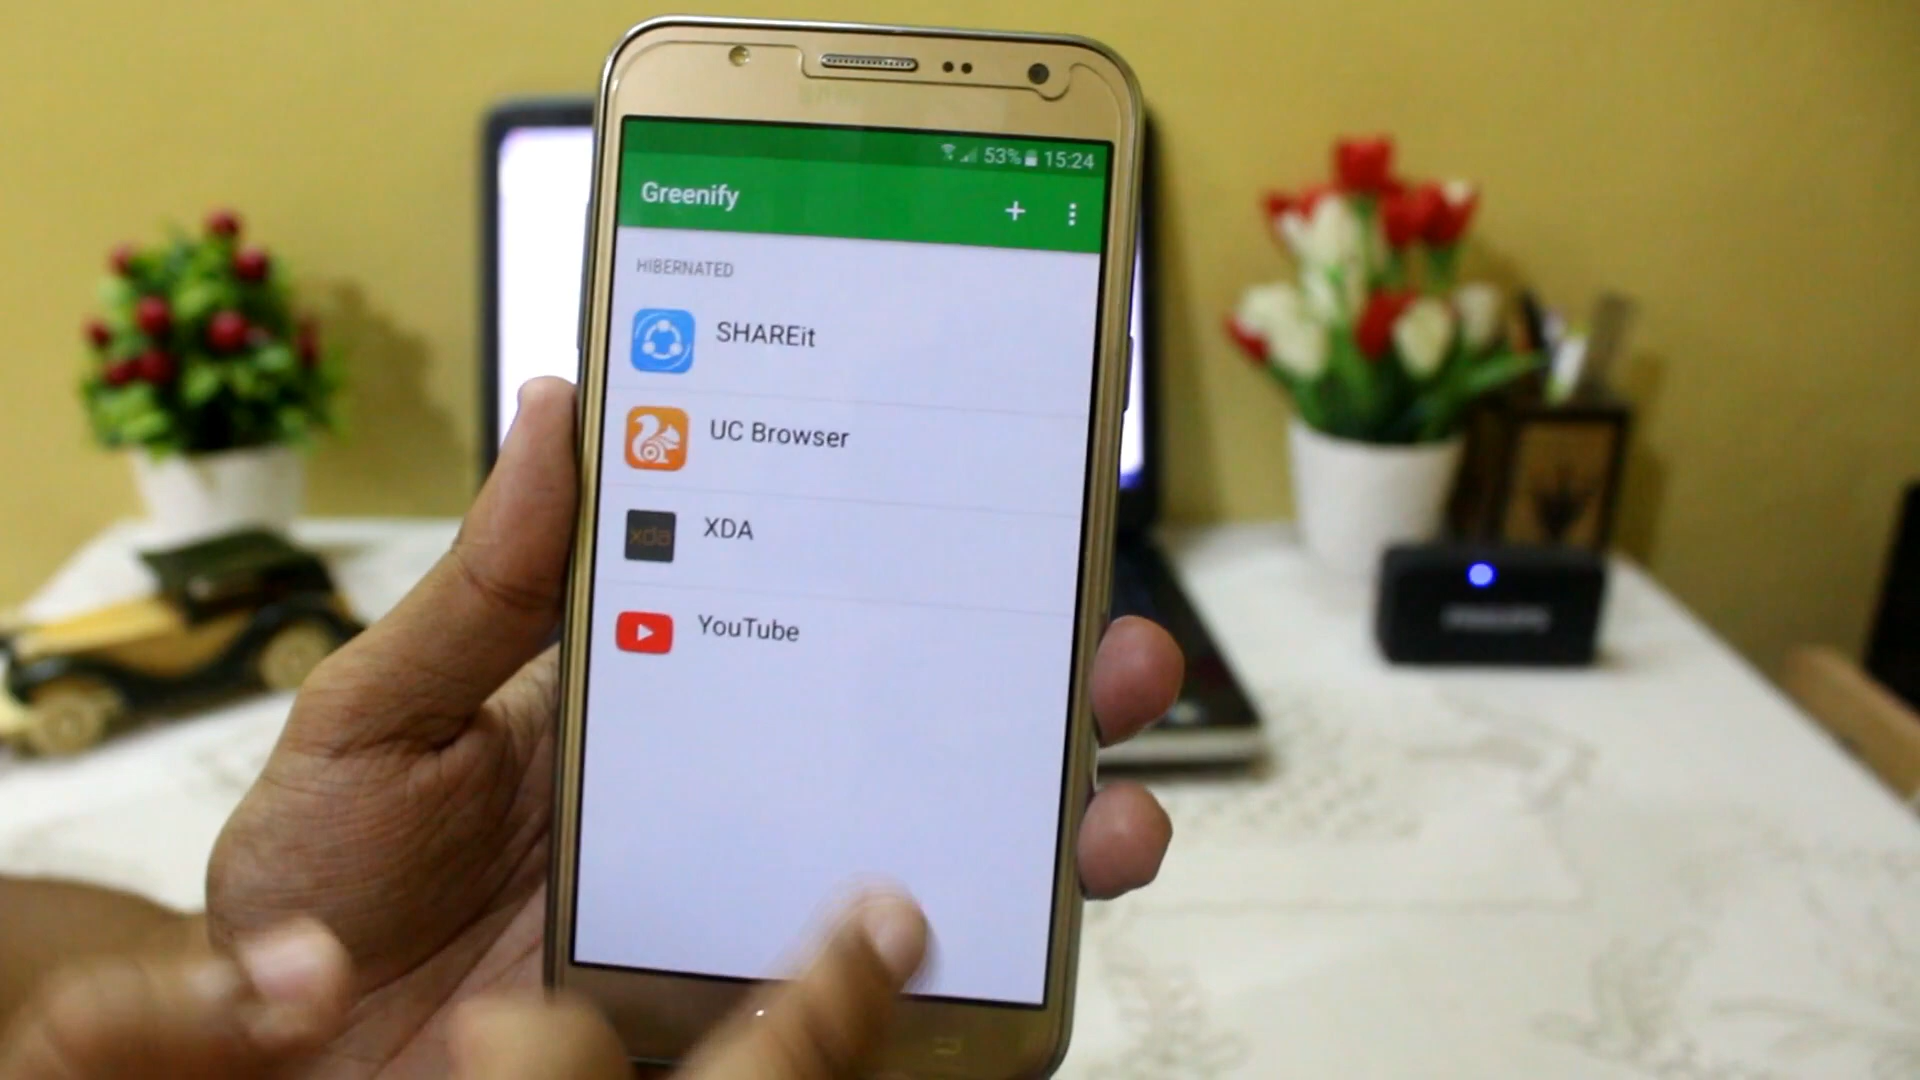 53% 15:24
Greenify
HIBERNATED
SHAREit
UC Browser
xda XDA
YouTube